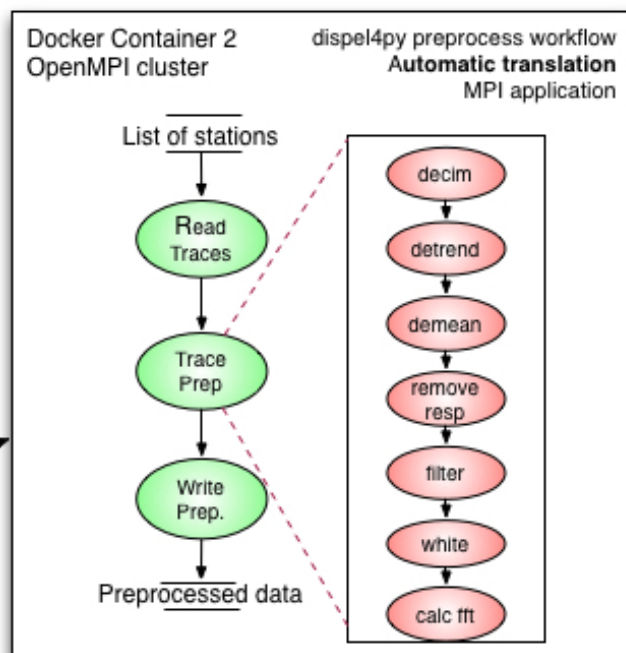 Docker Container 2
OpenMPI cluster
dispel4py preprocess workflow
Automatic translation
MPI application
List of stations
Read
Traces
Trace
Prep
Write
Prep.
Preprocessed data
decim
detrend
demean
remove
resp
filter
white
calc fft